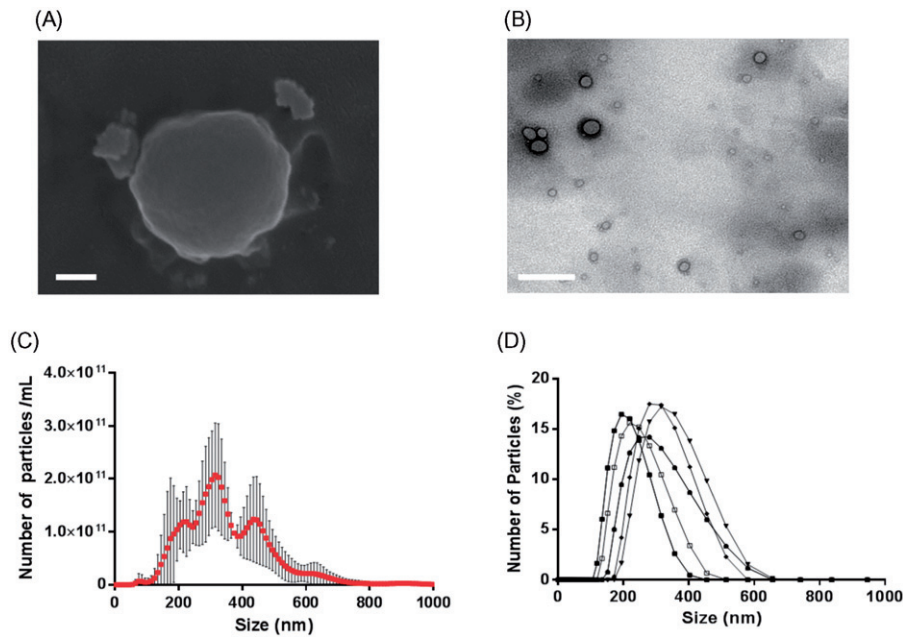 (A)
(B)
(C)
Number of particles /mL
4.0×10¹¹
3.0×10¹¹
2.0×10¹¹
1.0×10¹¹
0
0 200 400 600 800 1000
Size (nm)
(D)
Number of Particles (%)
20
15
10
5
0
0 200 400 600 800 1000
Size (nm)